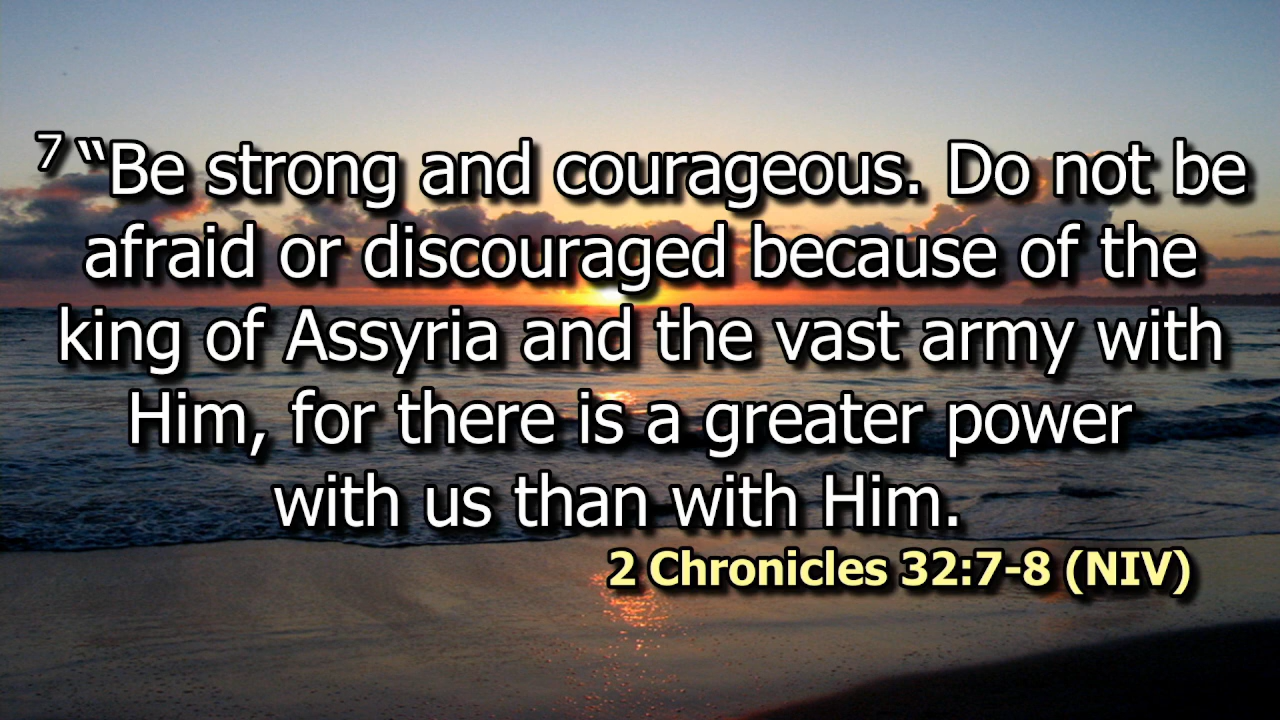 7 “Be strong and courageous. Do not be
afraid or discouraged because of the
king of Assyria and the vast army with
Him, for there is a greater power
with us than with Him.
2 Chronicles 32:7-8 (NIV)